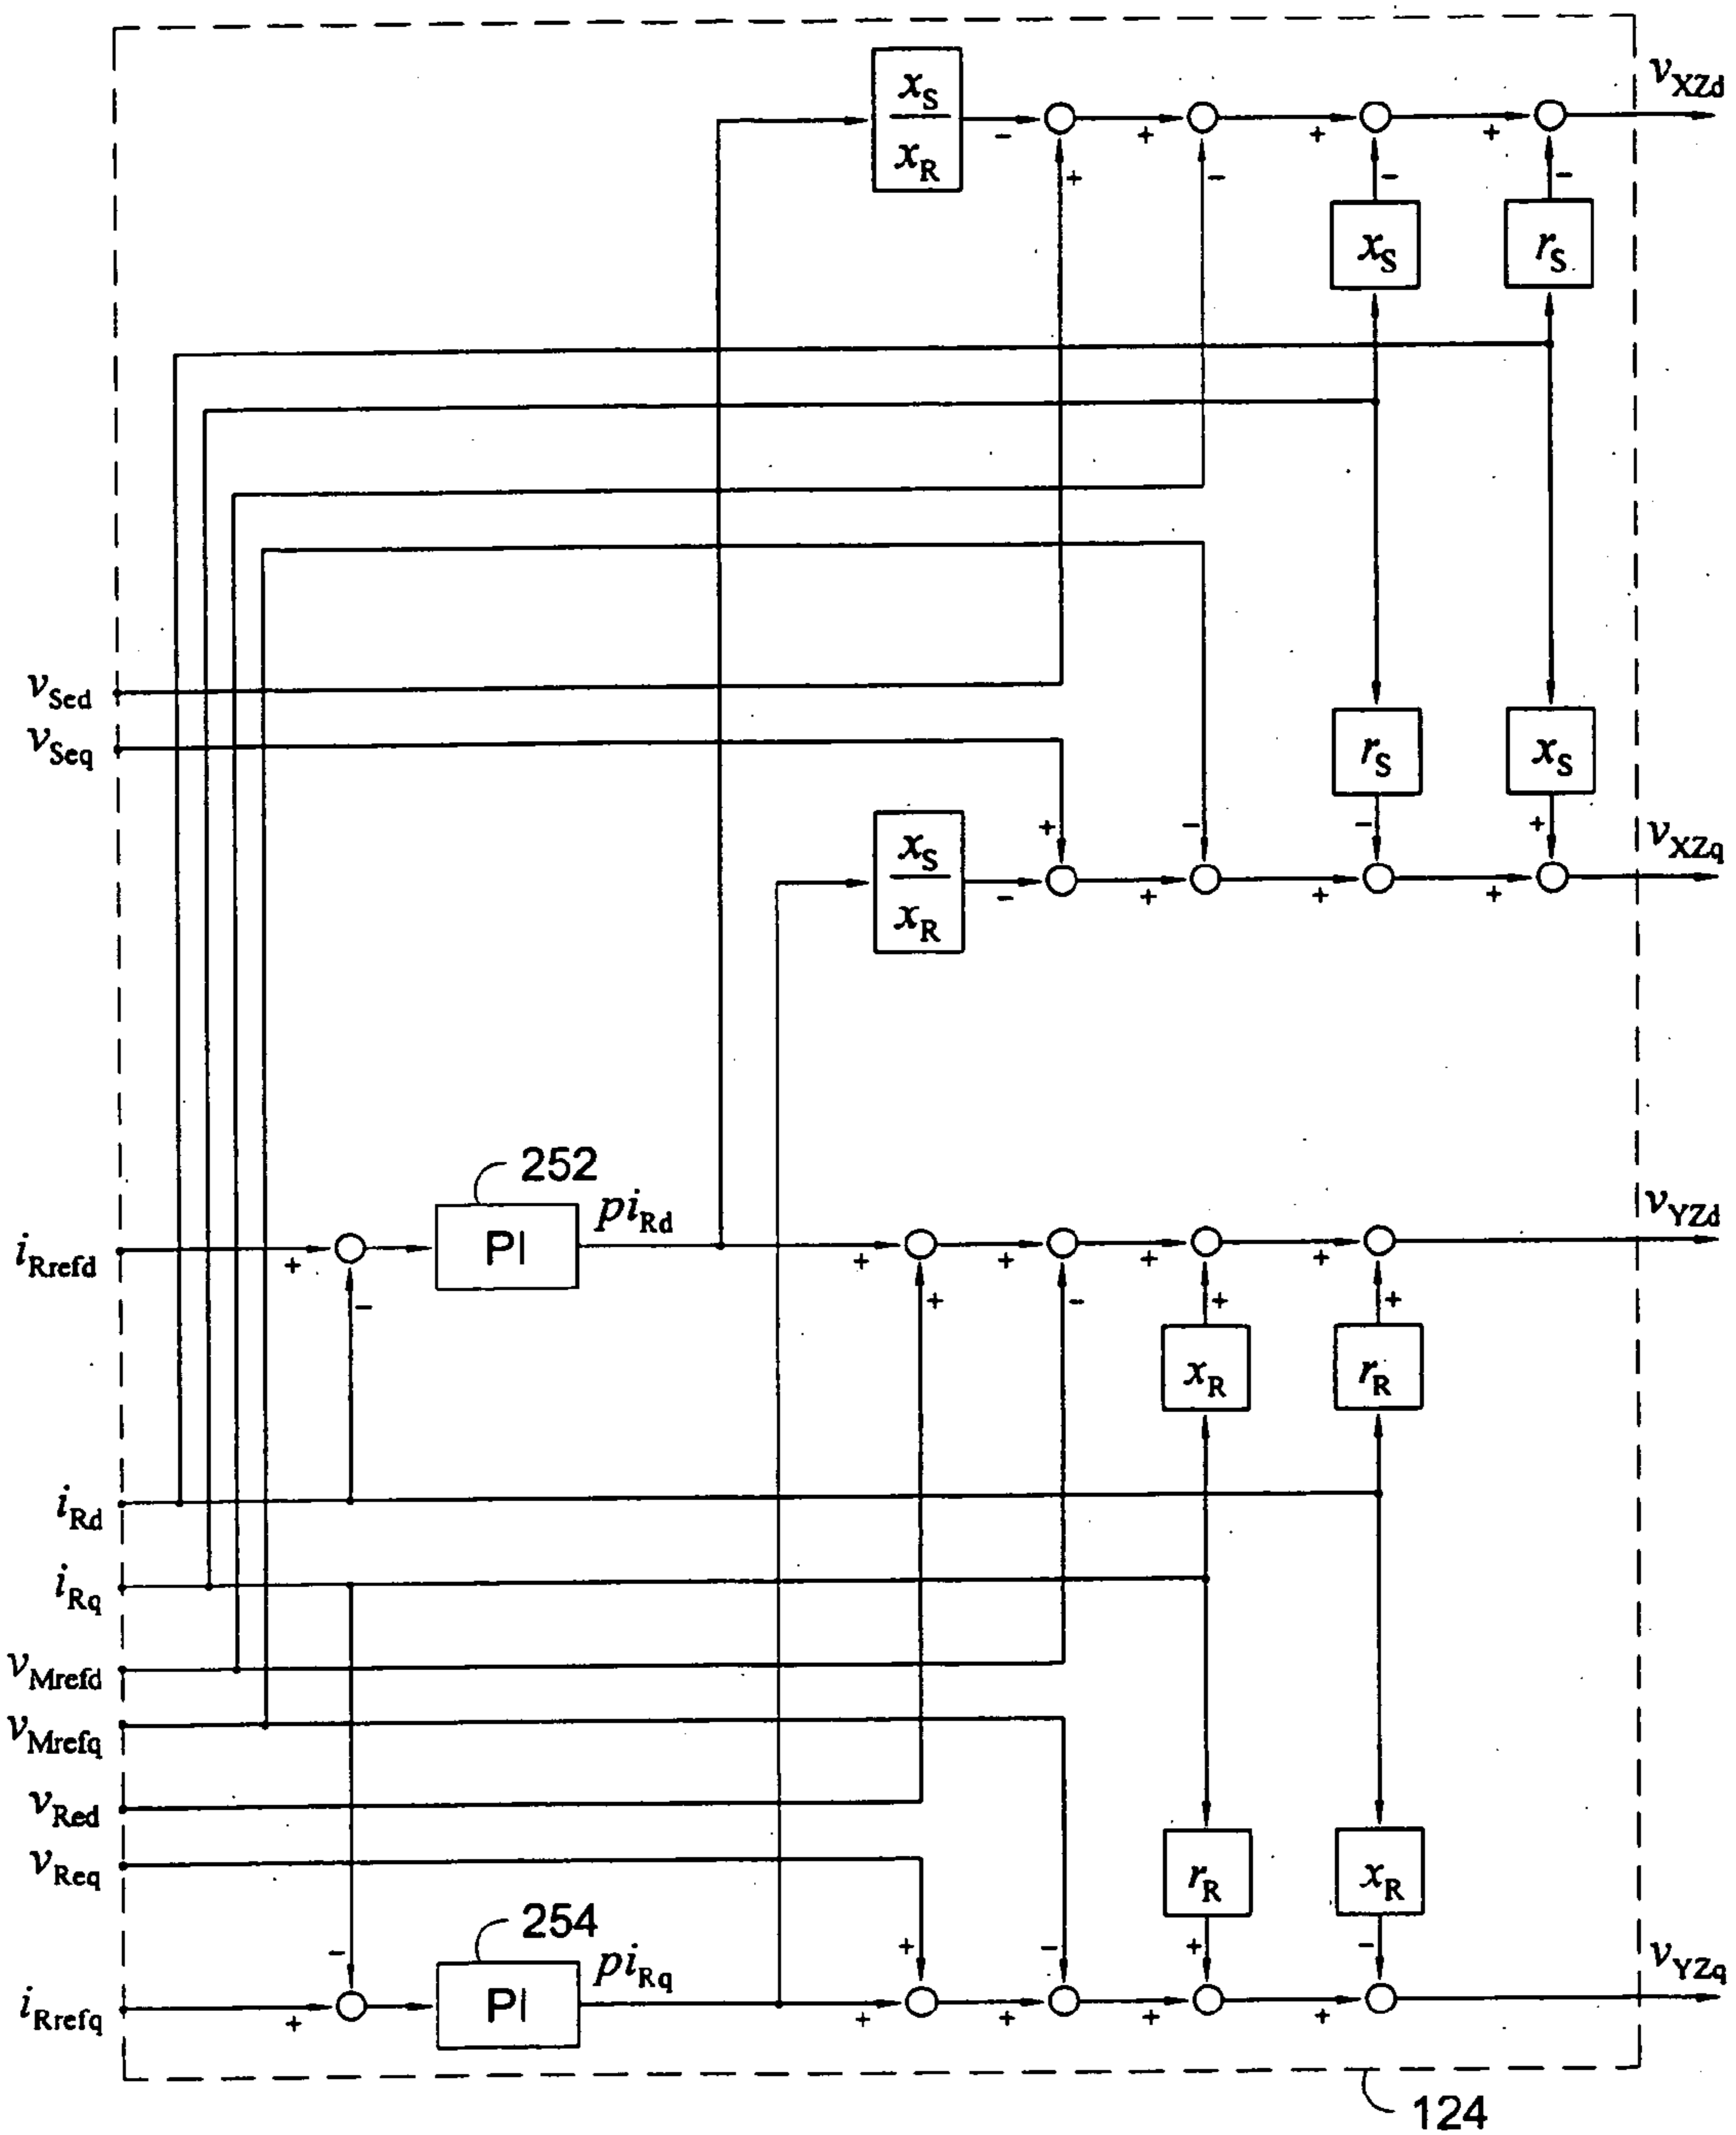 x_S
x_R
- + + +
v_XZd
+ - - -
x_S r_S
v_Sed
v_Seq
r_S x_S
+ - - +
x_S
x_R
- + + +
v_XZq
252
pi_Rd
v_YZd
i_Rrefd + PI + + + +
- + - + +
x_R r_R
i_Rd
i_Rq
v_Mrefd
v_Mrefq
v_Red
v_Req
r_R x_R
254
pi_Rq
- + - + -
v_YZq
i_Rrefq + PI + + + +
124